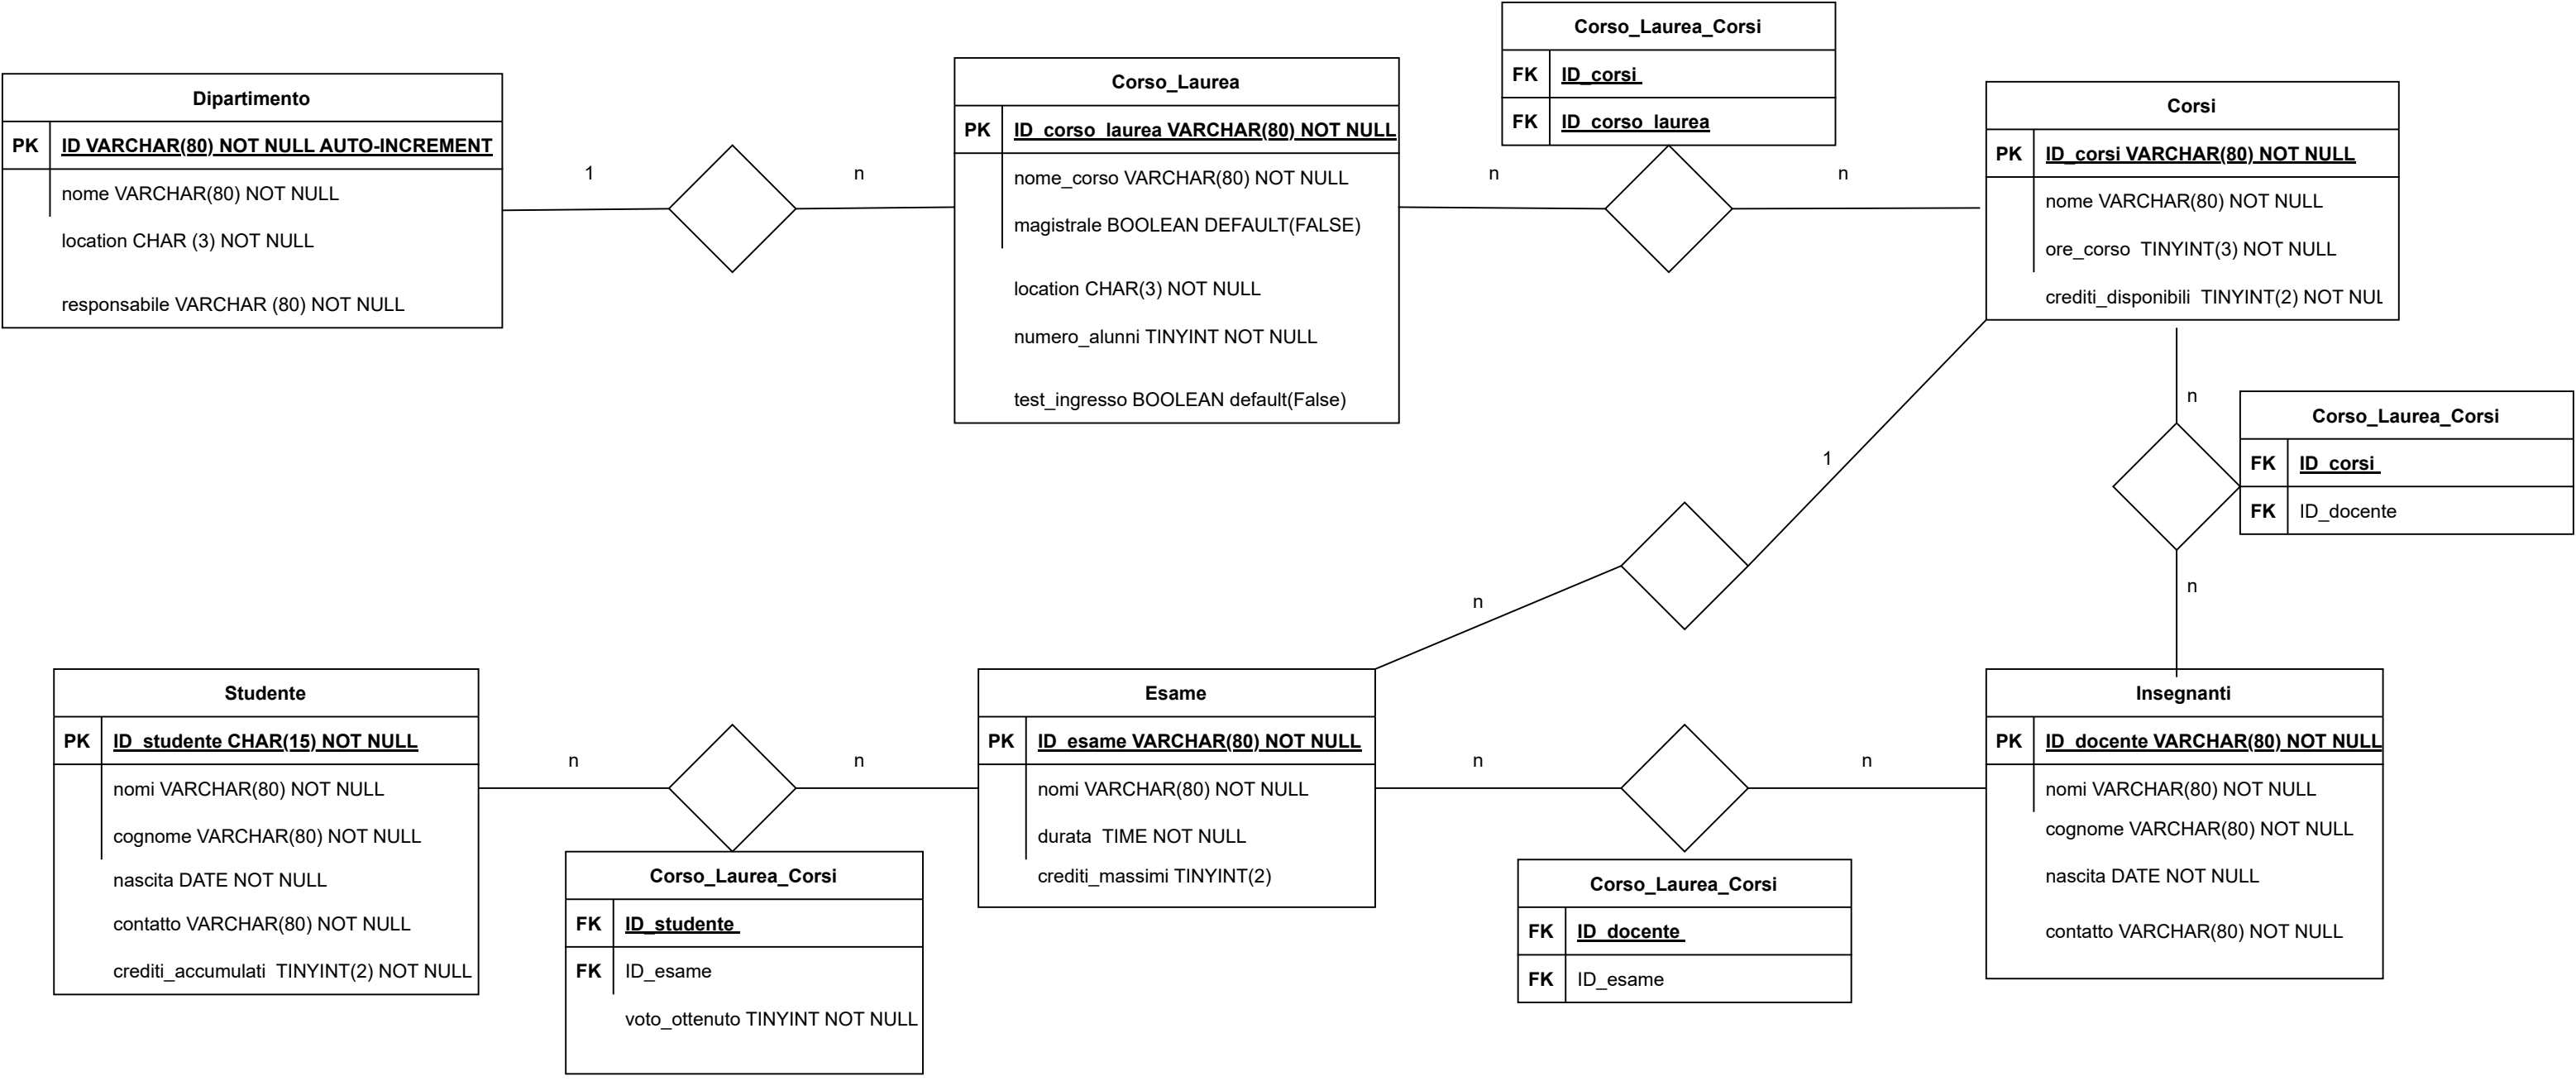 Corso_Laurea_Corsi
FK ID_corsi
FK ID_corso_laurea
Dipartimento
PK ID VARCHAR(80) NOT NULL AUTO-INCREMENT
nome VARCHAR(80) NOT NULL
location CHAR (3) NOT NULL
responsabile VARCHAR (80) NOT NULL
1
n
Corso_Laurea
PK ID_corso_laurea VARCHAR(80) NOT NULL
nome_corso VARCHAR(80) NOT NULL
magistrale BOOLEAN DEFAULT(FALSE)
location CHAR(3) NOT NULL
numero_alunni TINYINT NOT NULL
test_ingresso BOOLEAN default(False)
n
n
Corsi
PK ID_corsi VARCHAR(80) NOT NULL
nome VARCHAR(80) NOT NULL
ore_corso TINYINT(3) NOT NULL
crediti_disponibili TINYINT(2) NOT NUL
n
Corso_Laurea_Corsi
FK ID_corsi
FK ID_docente
n
1
n
Studente
PK ID_studente CHAR(15) NOT NULL
nomi VARCHAR(80) NOT NULL
cognome VARCHAR(80) NOT NULL
nascita DATE NOT NULL
contatto VARCHAR(80) NOT NULL
crediti_accumulati TINYINT(2) NOT NULL
n
n
Corso_Laurea_Corsi
FK ID_studente
FK ID_esame
voto_ottenuto TINYINT NOT NULL
Esame
PK ID_esame VARCHAR(80) NOT NULL
nomi VARCHAR(80) NOT NULL
durata TIME NOT NULL
crediti_massimi TINYINT(2)
n
n
Corso_Laurea_Corsi
FK ID_docente
FK ID_esame
Insegnanti
PK ID_docente VARCHAR(80) NOT NULL
nomi VARCHAR(80) NOT NULL
cognome VARCHAR(80) NOT NULL
nascita DATE NOT NULL
contatto VARCHAR(80) NOT NULL